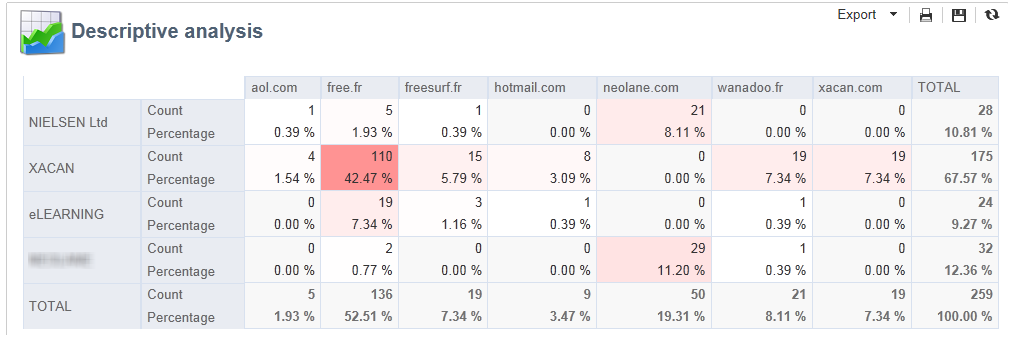 Export
Descriptive analysis
aol.com free.fr freesurf.fr hotmail.com neolane.com wanadoo.fr xacan.com TOTAL
NIELSEN Ltd
Count 1 5 1 0 21 0 0 28
Percentage 0.39 % 1.93 % 0.39 % 0.00 % 8.11 % 0.00 % 0.00 % 10.81 %
XACAN
Count 4 110 15 8 0 19 19 175
Percentage 1.54 % 42.47 % 5.79 % 3.09 % 0.00 % 7.34 % 7.34 % 67.57 %
eLEARNING
Count 0 19 3 1 0 1 0 24
Percentage 0.00 % 7.34 % 1.16 % 0.39 % 0.00 % 0.39 % 0.00 % 9.27 %
Count 0 2 0 0 29 1 0 32
Percentage 0.00 % 0.77 % 0.00 % 0.00 % 11.20 % 0.39 % 0.00 % 12.36 %
TOTAL
Count 5 136 19 9 50 21 19 259
Percentage 1.93 % 52.51 % 7.34 % 3.47 % 19.31 % 8.11 % 7.34 % 100.00 %